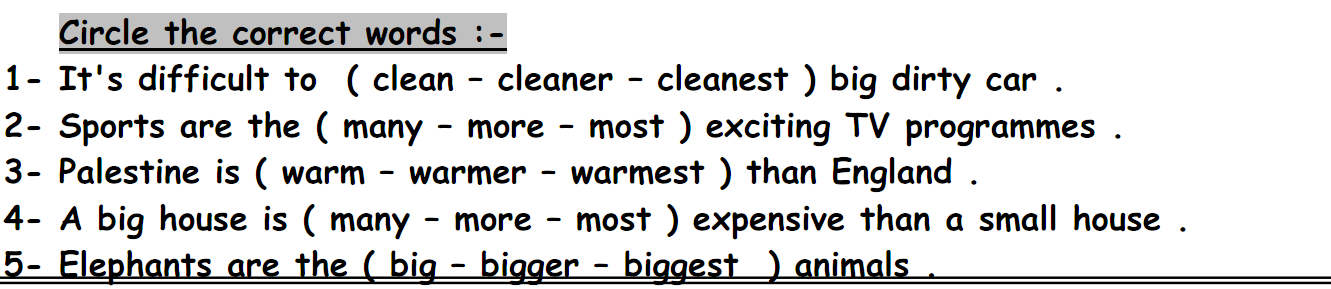 Circle the correct words :-
1- It's difficult to ( clean – cleaner – cleanest ) big dirty car .
2- Sports are the ( many – more – most ) exciting TV programmes .
3- Palestine is ( warm – warmer – warmest ) than England .
4- A big house is ( many – more – most ) expensive than a small house .
5- Elephants are the ( big – bigger – biggest ) animals .